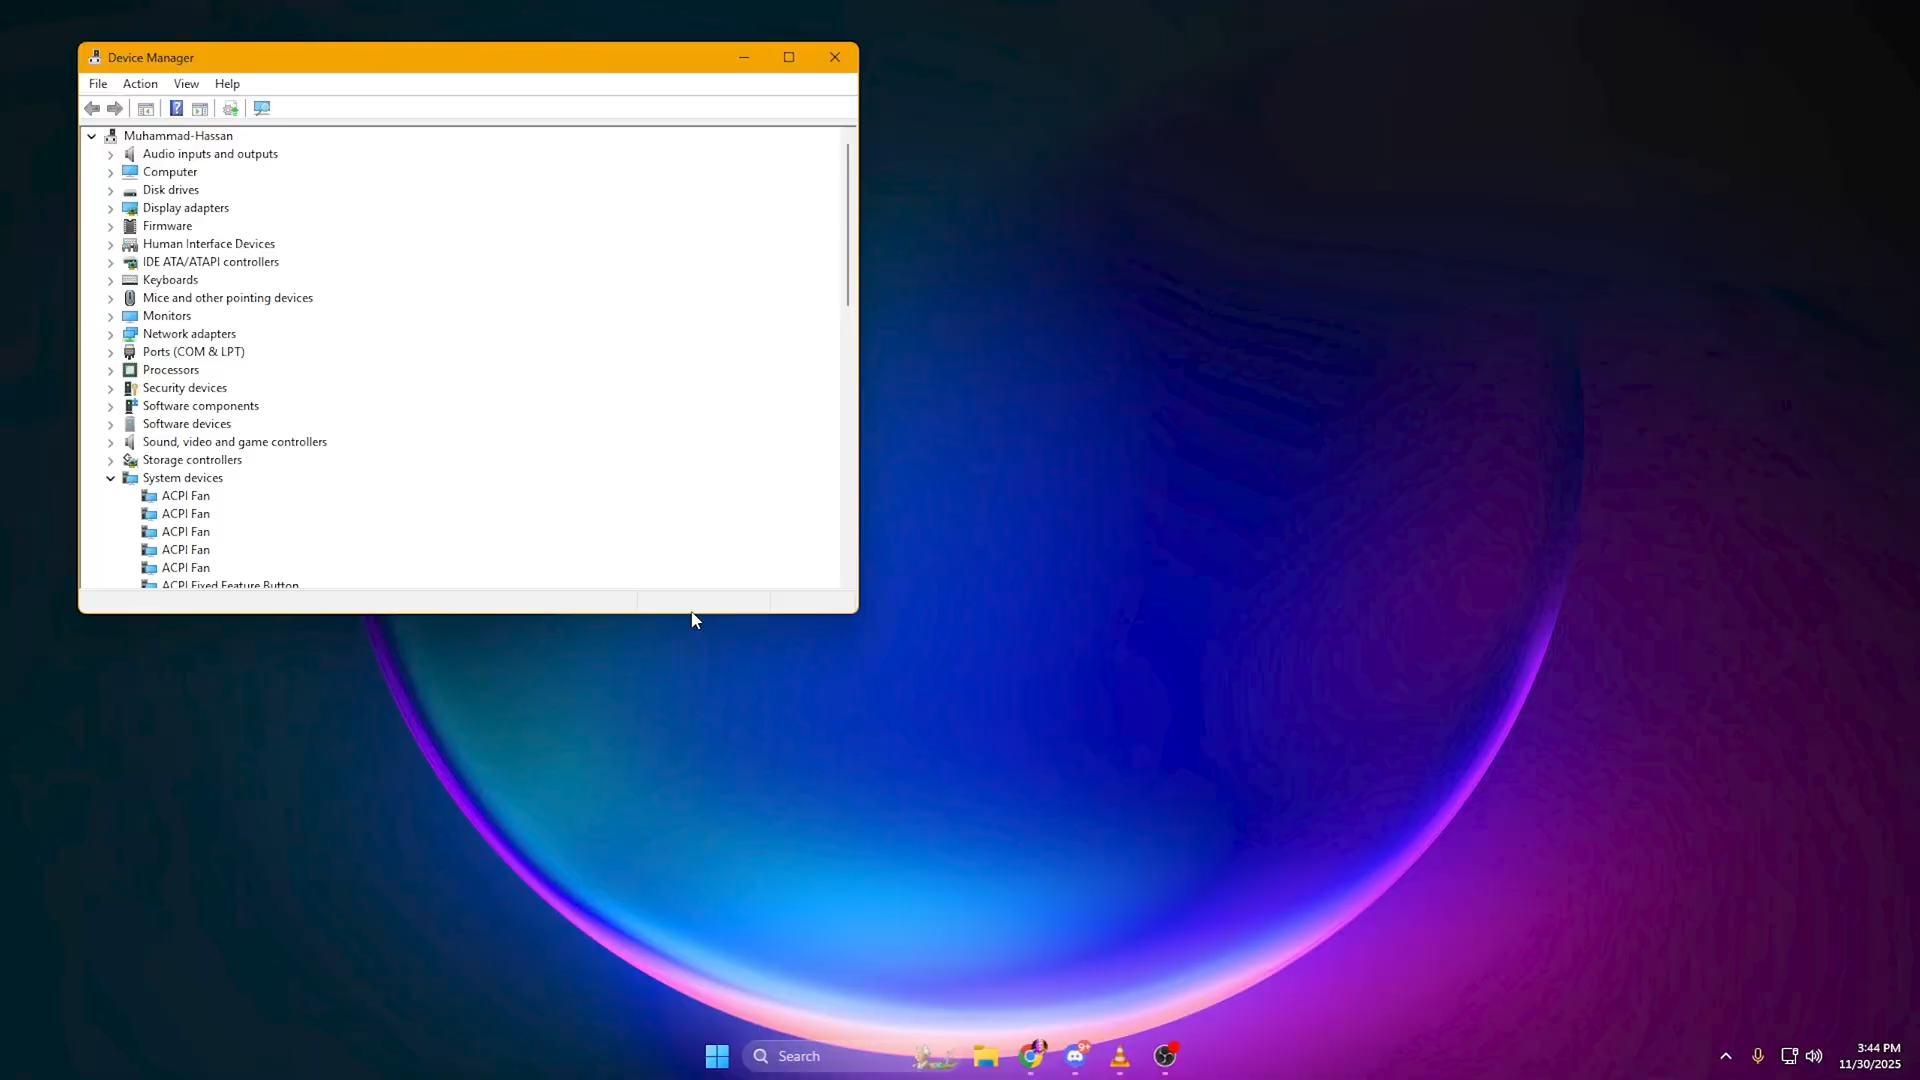 Device Manager
File Action View Help
Muhammad-Hassan
Audio inputs and outputs
Computer
Disk drives
Display adapters
Firmware
Human Interface Devices
IDE ATA/ATAPI controllers
Keyboards
Mice and other pointing devices
Monitors
Network adapters
Ports (COM & LPT)
Processors
Security devices
Software components
Software devices
Sound, video and game controllers
Storage controllers
System devices
ACPI Fan
ACPI Fan
ACPI Fan
ACPI Fan
ACPI Fan
ACPI Fixed Feature Button
Search
9+
3:44 PM
11/30/2025